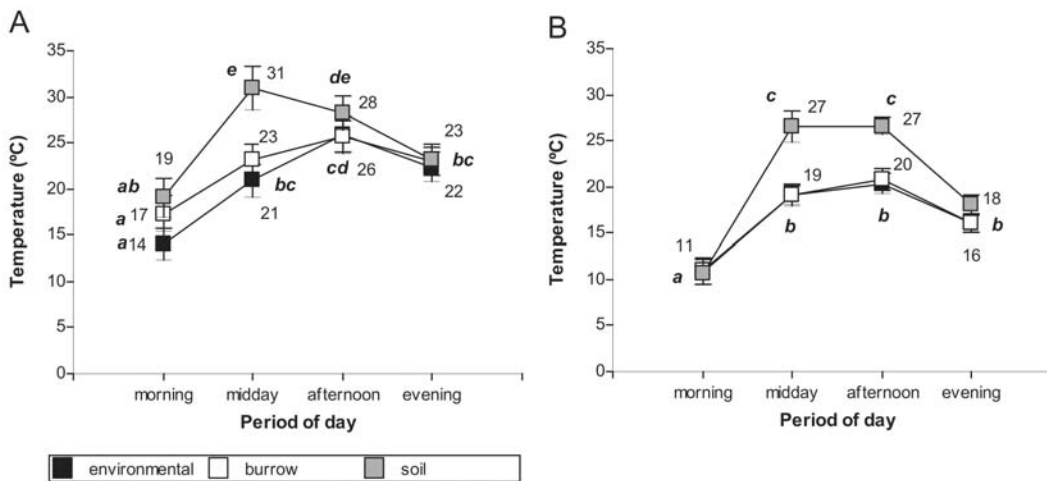 A
35
30
25
20
15
10
5
0
Temperature (ºC)
e
31
de
28
23
23
19
ab
bc
cd
26
bc
22
21
a
17
a
14
morning
midday
afternoon
evening
Period of day
B
35
30
25
20
15
10
5
0
Temperature (ºC)
c
27
c
27
19
20
18
b
b
b
16
11
a
morning
midday
afternoon
evening
Period of day
environmental
burrow
soil